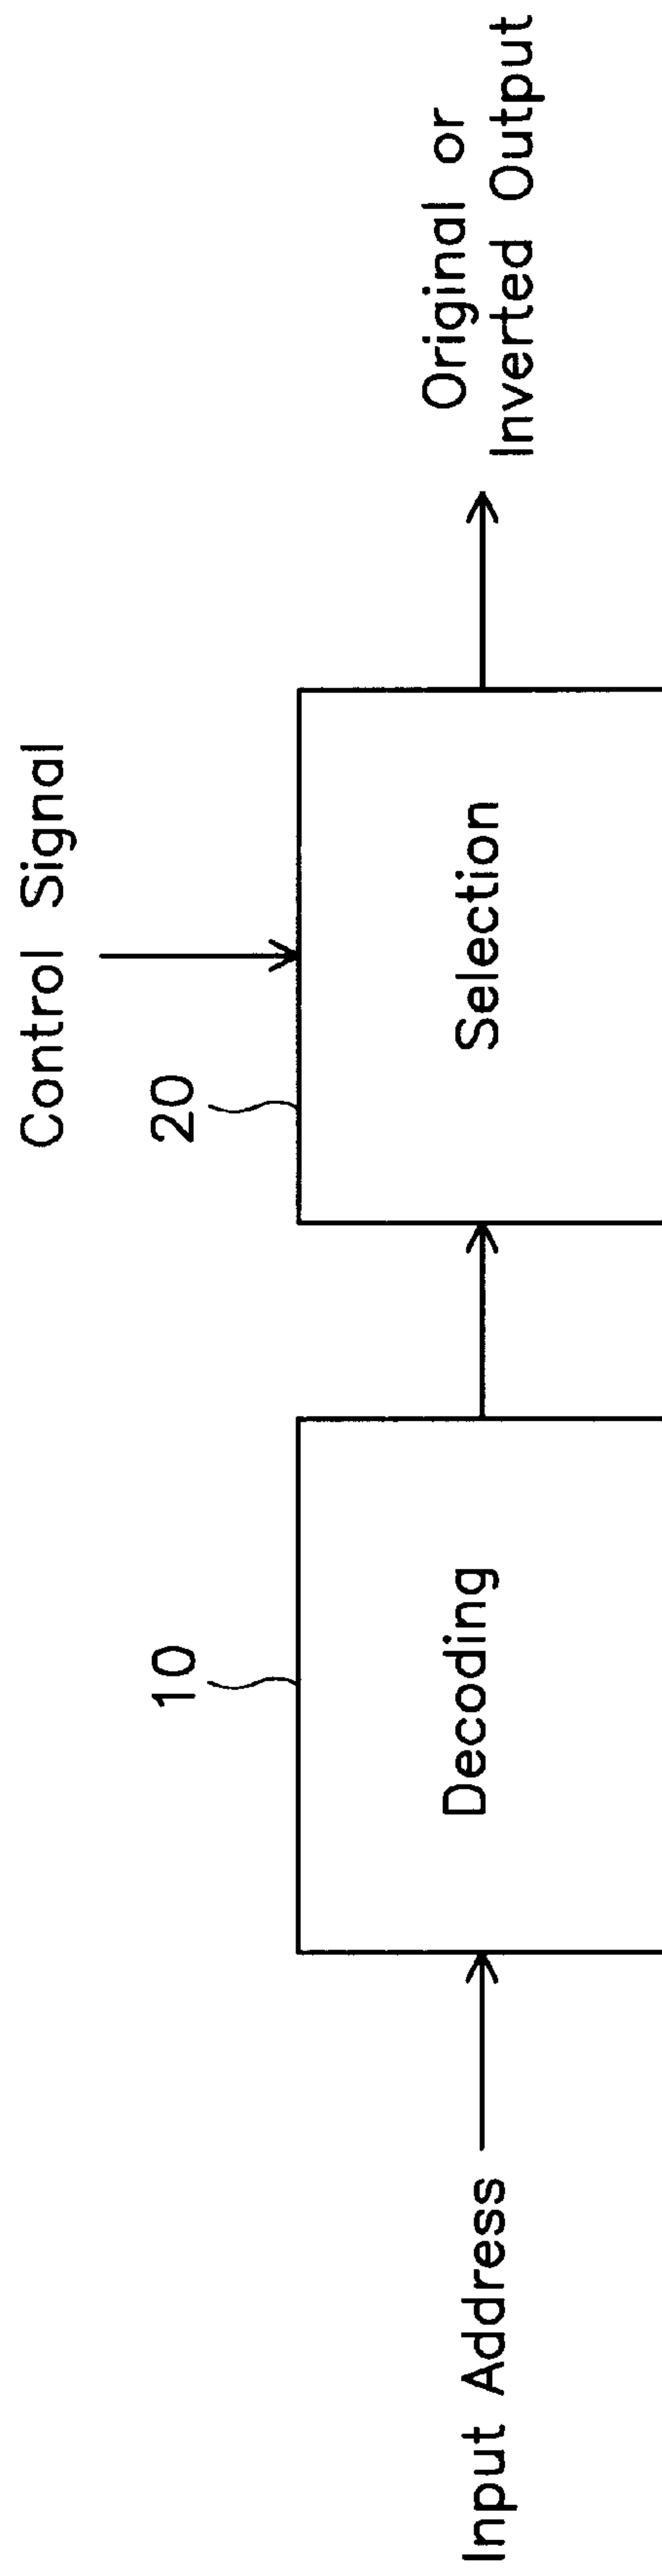 Control Signal
10
20
Input Address
Decoding
Selection
Original or
Inverted Output